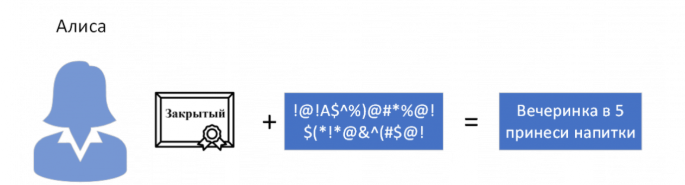 Алиса
Закрытый
+
!@!A$^%)@#*%@!
$(*!*@&^(#$@!
=
Вечеринка в 5
принеси напитки